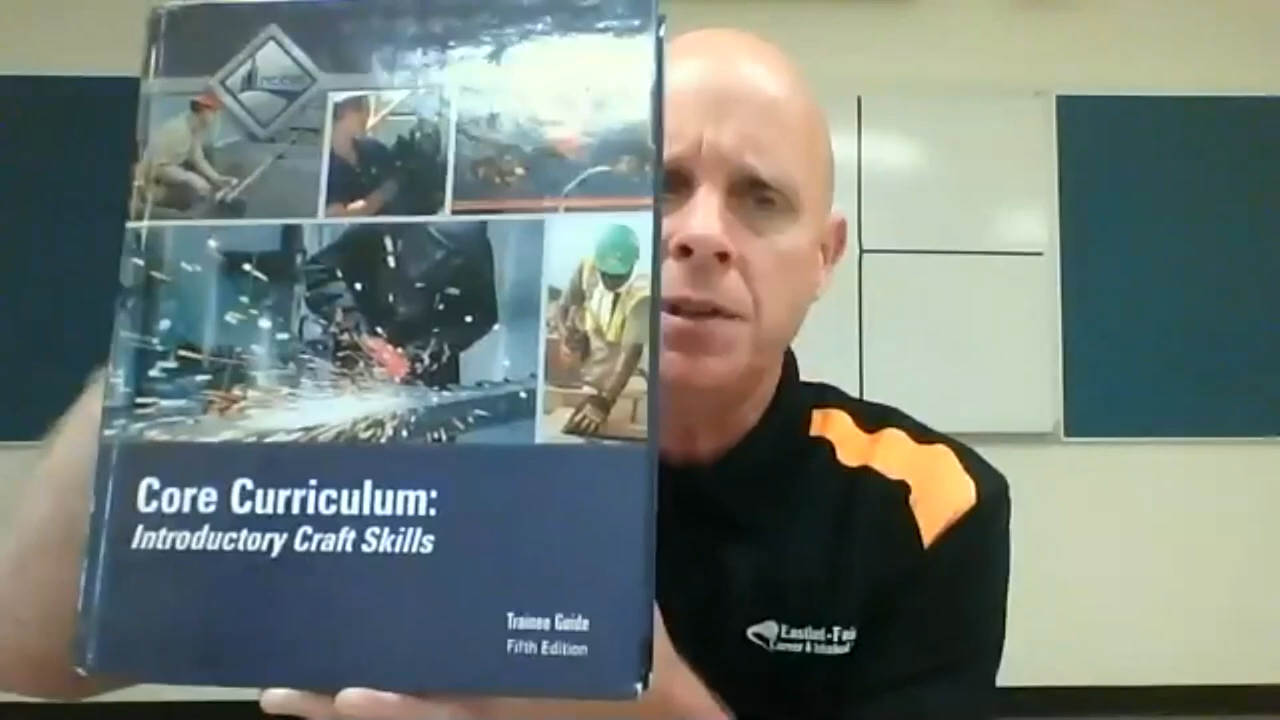 Core Curriculum:
Introductory Craft Skills
Trainee Guide
Fifth Edition